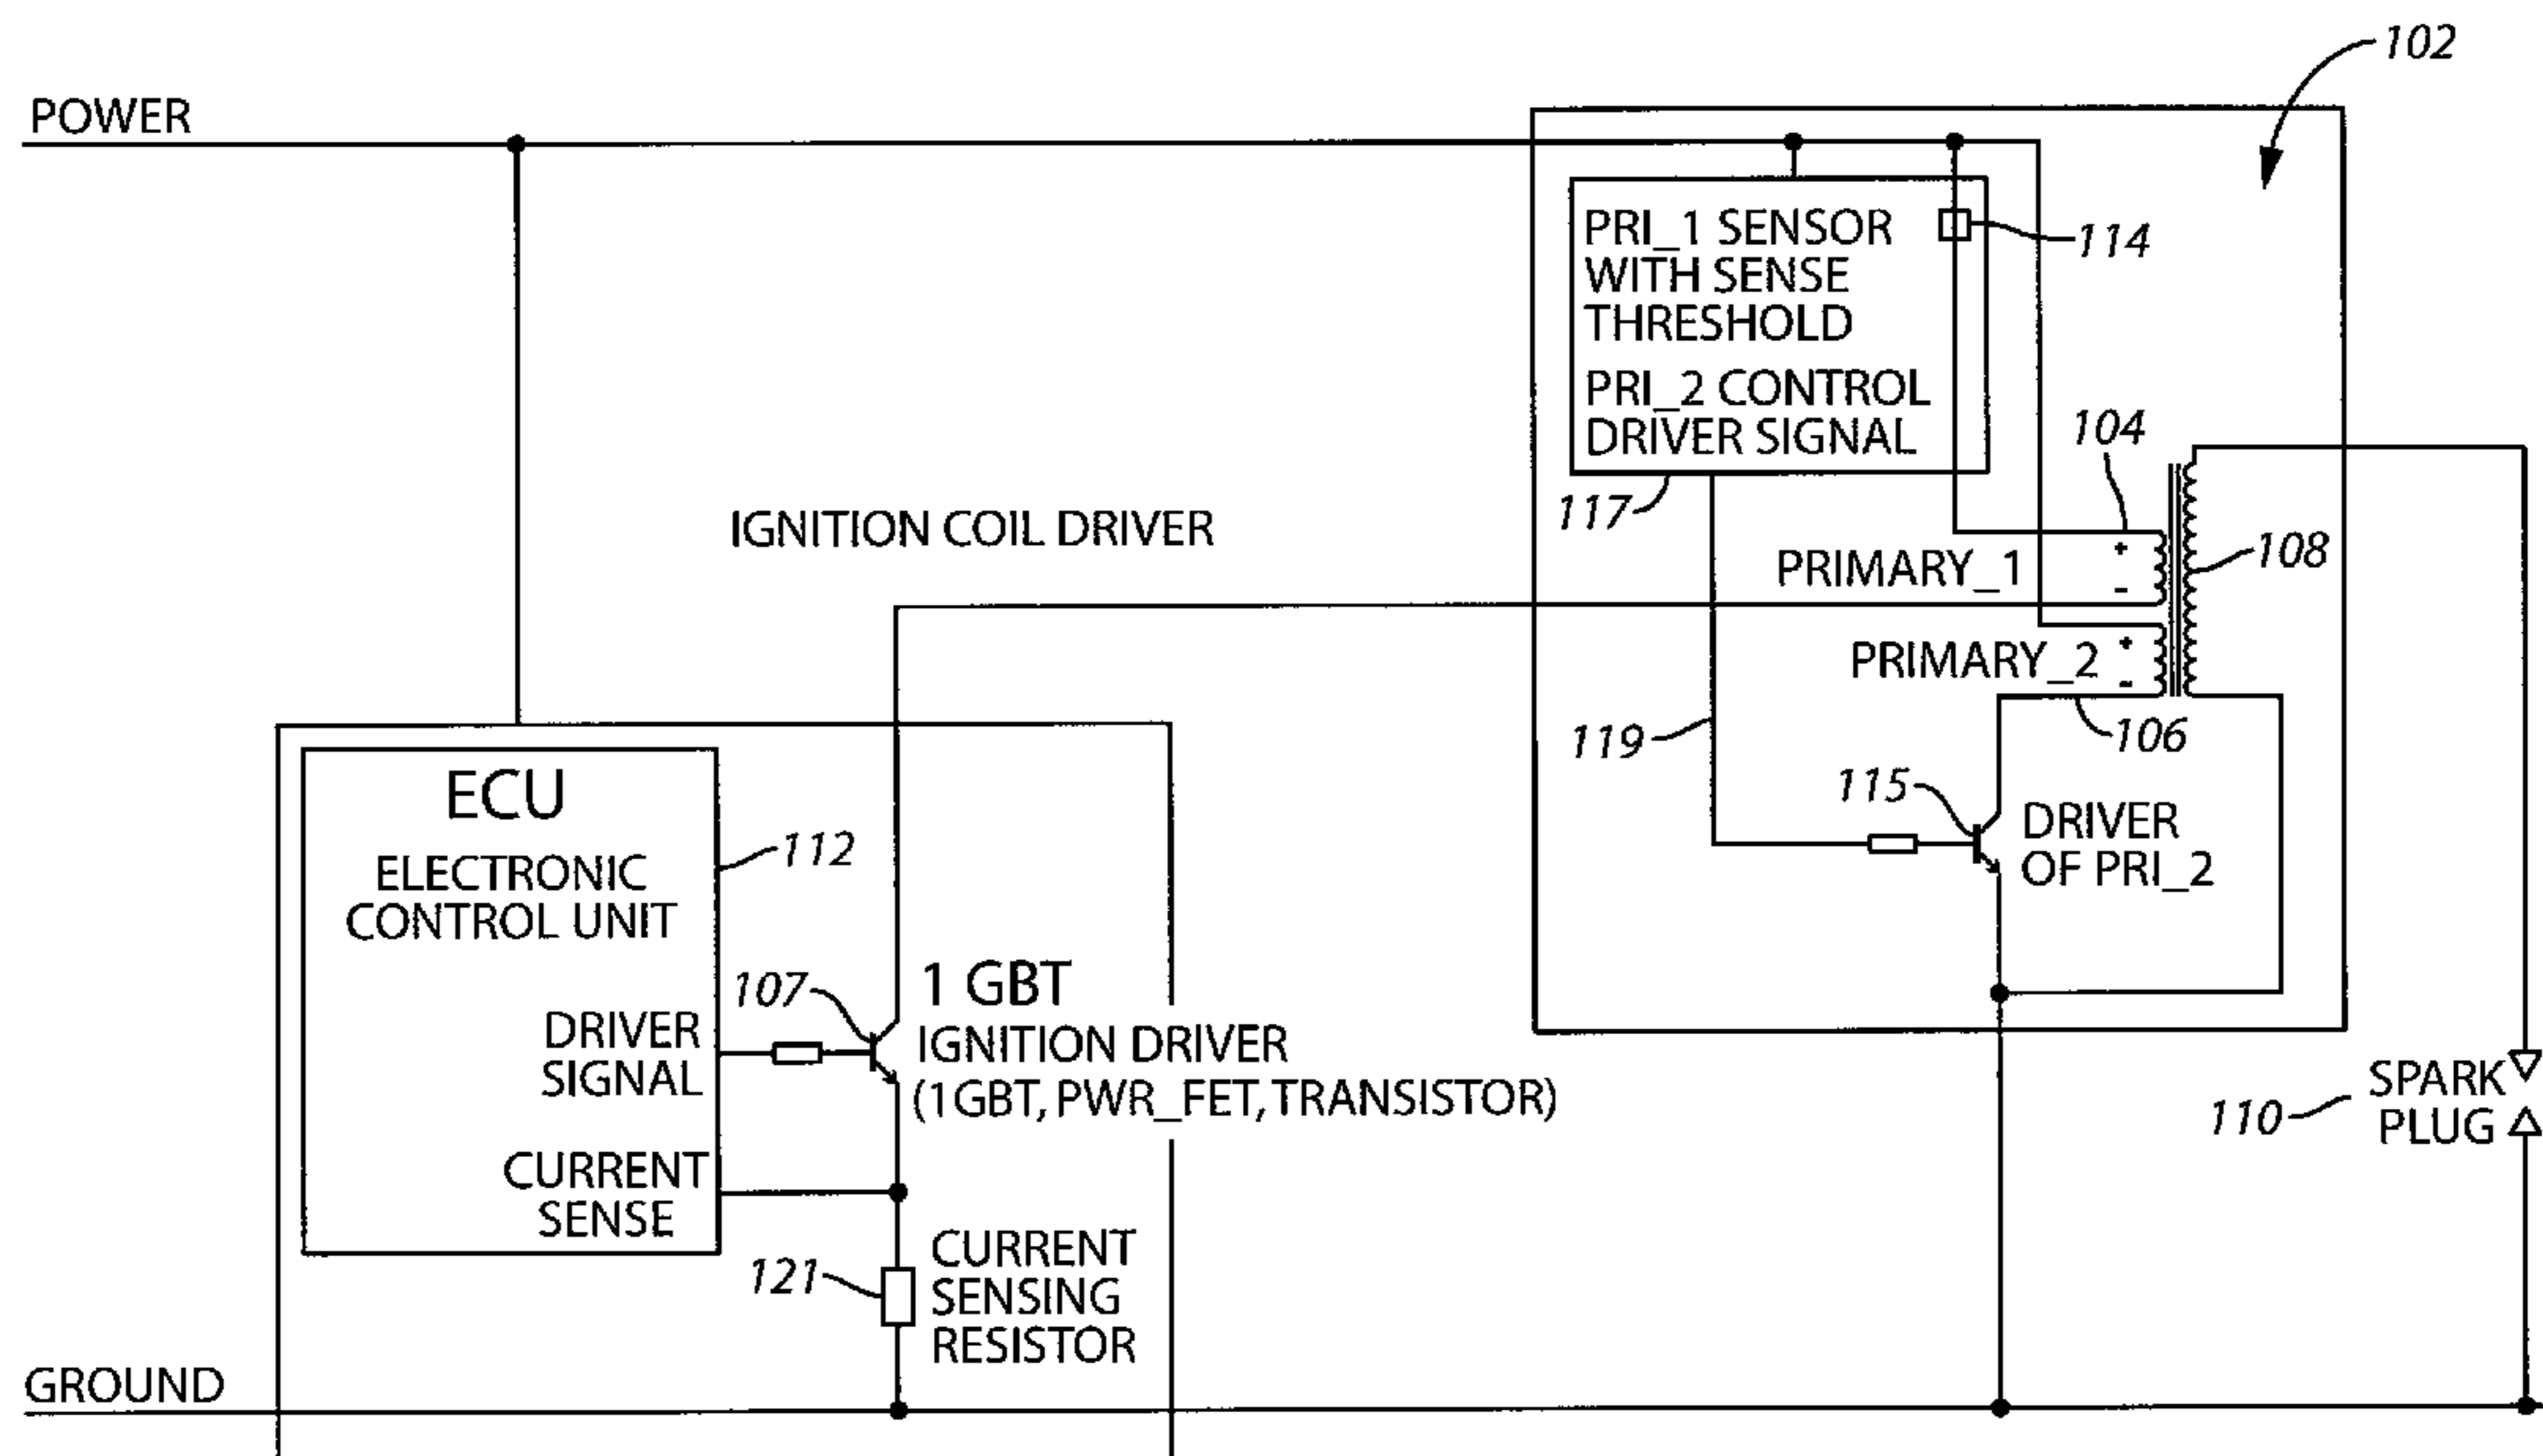 102
POWER
PRI_1 SENSOR
WITH SENSE
THRESHOLD
PRI_2 CONTROL
DRIVER SIGNAL
114
104
117
IGNITION COIL DRIVER
108
PRIMARY_1
+
-
PRIMARY_2
+
-
119
106
115
DRIVER
OF PRI_2
ECU
ELECTRONIC
CONTROL UNIT
112
107
1 GBT
IGNITION DRIVER
(1GBT, PWR_FET, TRANSISTOR)
DRIVER
SIGNAL
CURRENT
SENSE
SPARK
PLUG
110
121
CURRENT
SENSING
RESISTOR
GROUND